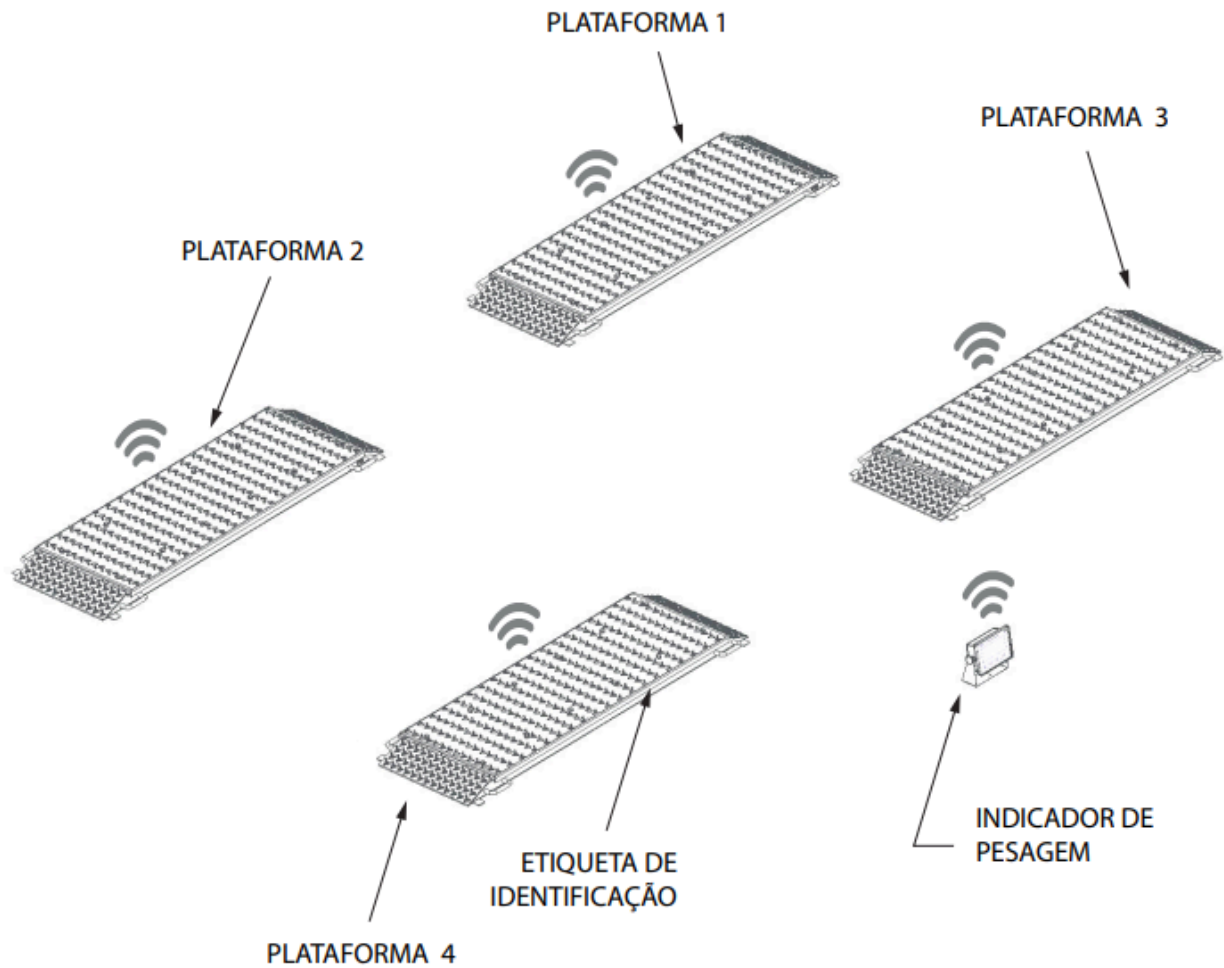 PLATAFORMA 1
PLATAFORMA 3
PLATAFORMA 2
INDICADOR DE
PESAGEM
ETIQUETA DE
IDENTIFICAÇÃO
PLATAFORMA 4